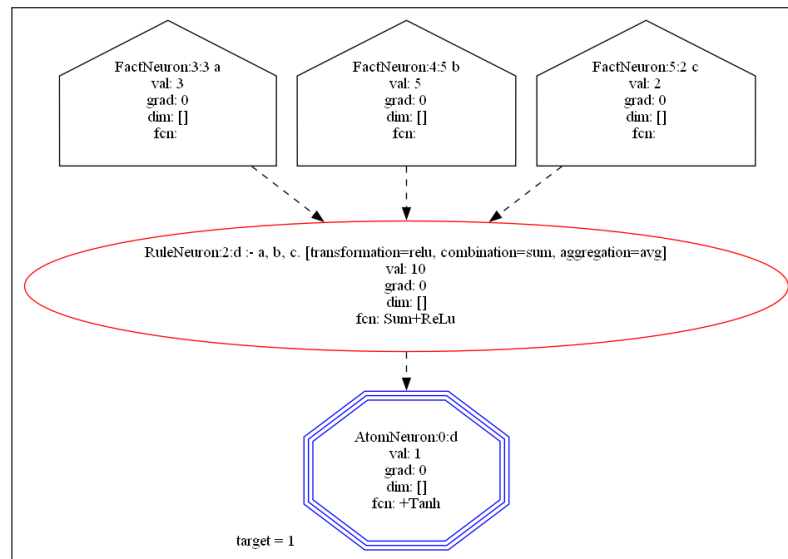 FactNeuron:3:3 a
val: 3
grad: 0
dim: []
fcn:
FactNeuron:4:5 b
val: 5
grad: 0
dim: []
fcn:
FactNeuron:5:2 c
val: 2
grad: 0
dim: []
fcn:
RuleNeuron:2:d :- a, b, c. [transformation=relu, combination=sum, aggregation=avg]
val: 10
grad: 0
dim: []
fcn: Sum+ReLu
AtomNeuron:0:d
val: 1
grad: 0
dim: []
fcn: +Tanh
target = 1